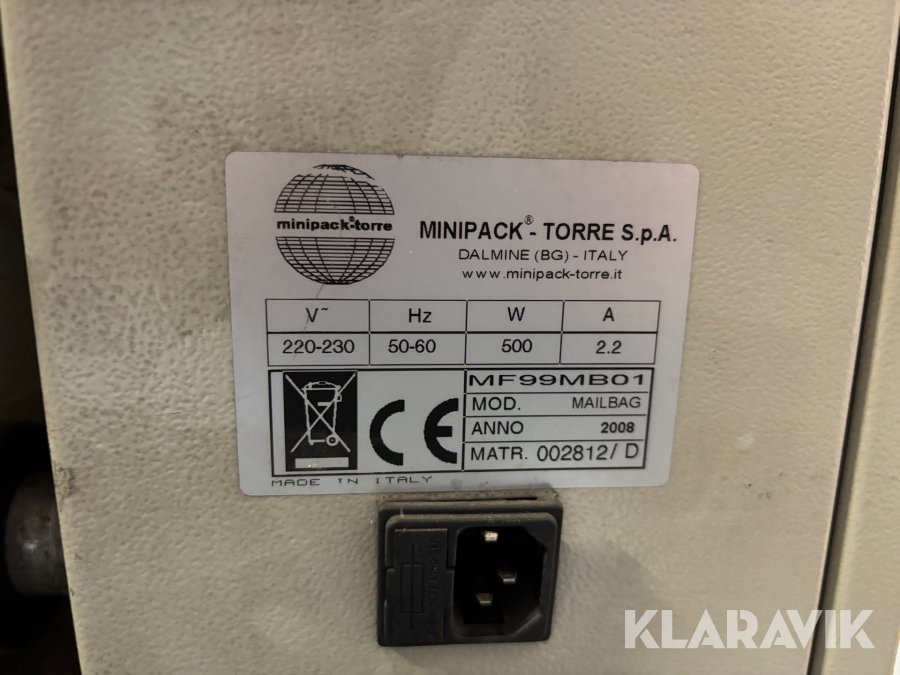 minipack®-torre
MINIPACK® - TORRE S.p.A.
DALMINE (BG) - ITALY
www.minipack-torre.it
V~ Hz W A
220-230 50-60 500 2.2
MF99MB01
MOD. MAILBAG
ANNO 2008
MATR. 002812/ D
CE
MADE IN ITALY
KLARAVIK